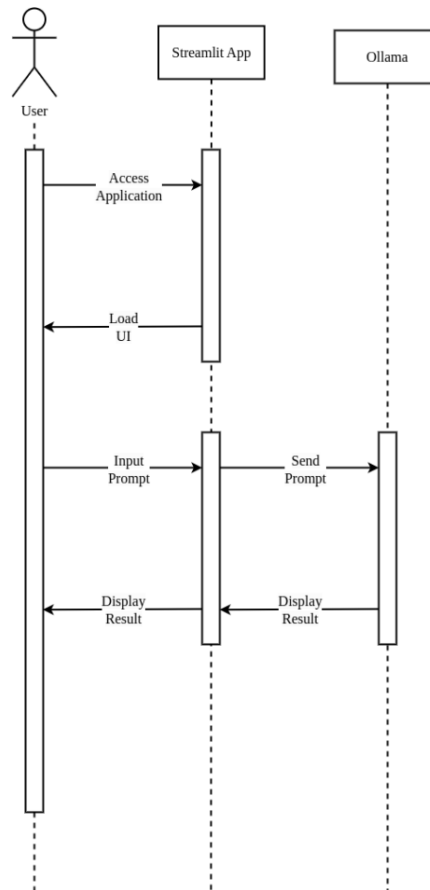 Streamlit App
Ollama
User
Access
Application
Load
UI
Input
Prompt
Send
Prompt
Display
Result
Display
Result